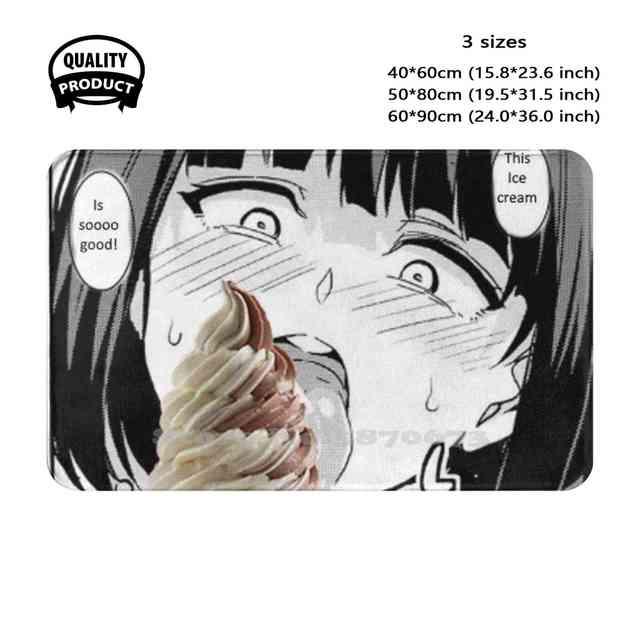 QUALITY
PRODUCT
3 sizes
40*60cm (15.8*23.6 inch)
50*80cm (19.5*31.5 inch)
60*90cm (24.0*36.0 inch)
This
Ice
cream
Is
soooo
good!